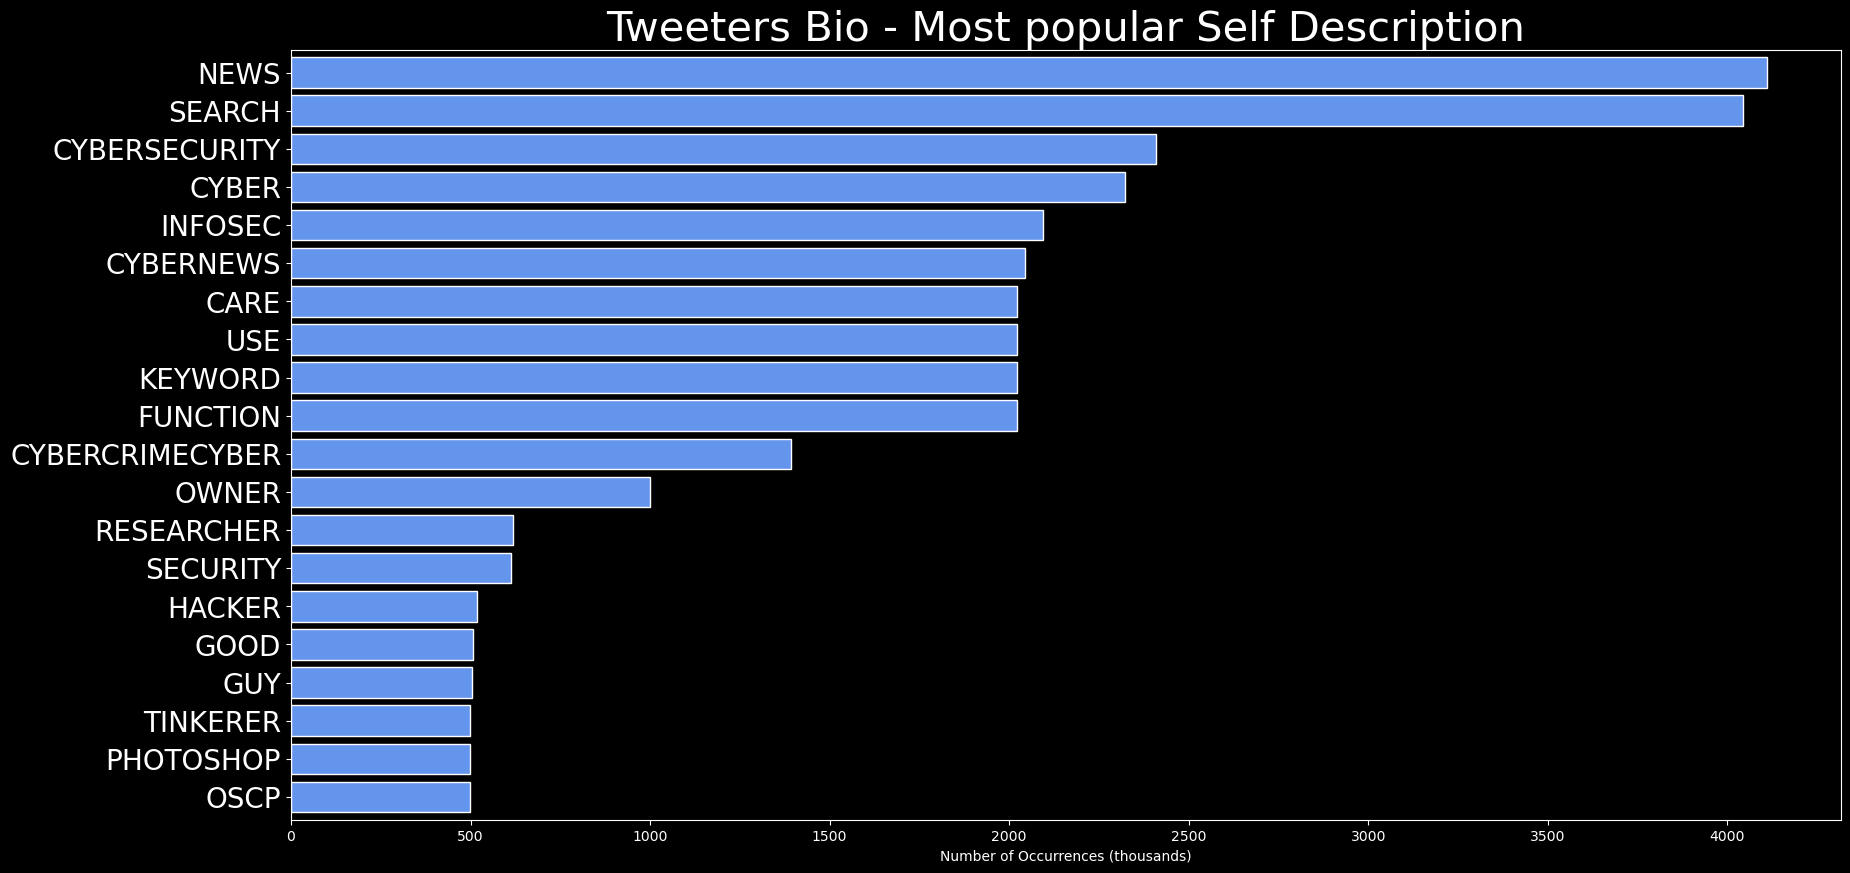 Tweeters Bio - Most popular Self Description
NEWS
SEARCH
CYBERSECURITY
CYBER
INFOSEC
CYBERNEWS
CARE
USE
KEYWORD
FUNCTION
CYBERCRIMECYBER
OWNER
RESEARCHER
SECURITY
HACKER
GOOD
GUY
TINKERER
PHOTOSHOP
OSCP
0 500 1000 1500 2000 2500 3000 3500 4000
Number of Occurrences (thousands)